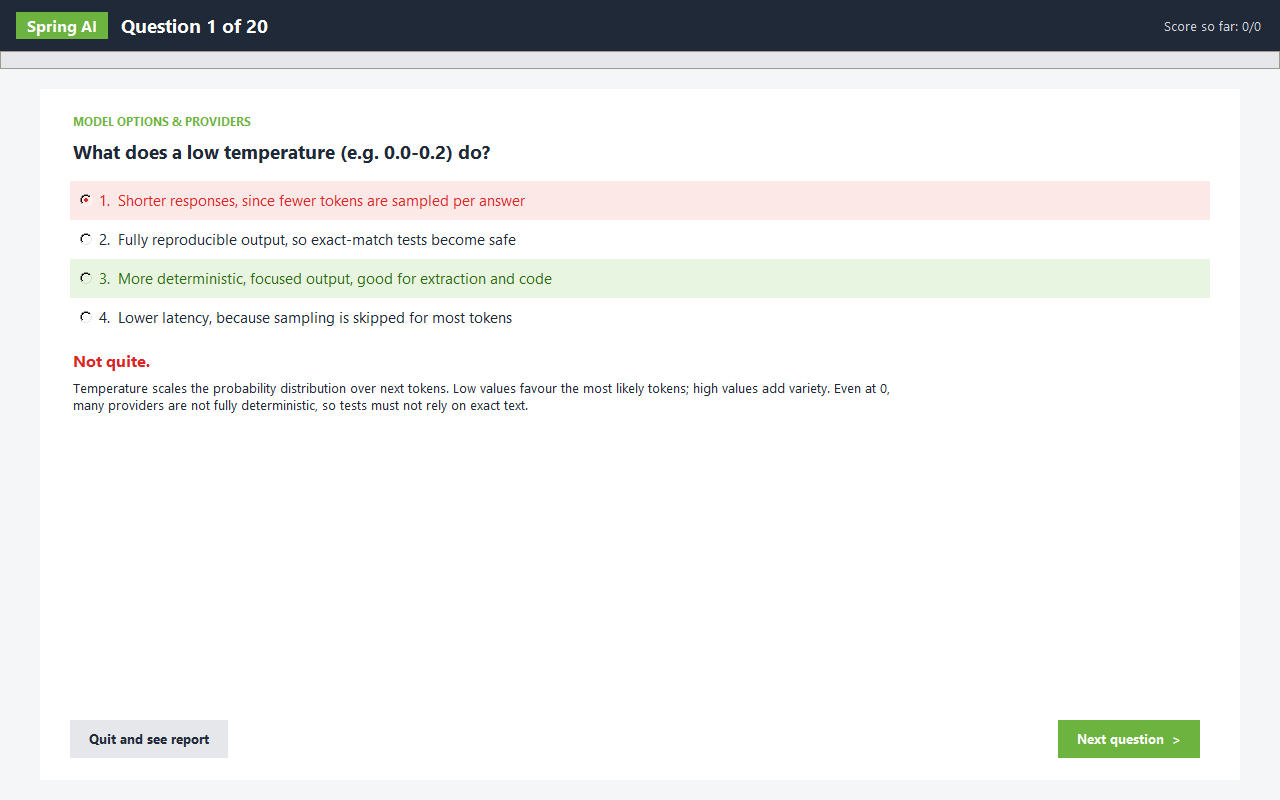 Spring AI
Question 1 of 20
Score so far: 0/0
MODEL OPTIONS & PROVIDERS
What does a low temperature (e.g. 0.0-0.2) do?
1. Shorter responses, since fewer tokens are sampled per answer
2. Fully reproducible output, so exact-match tests become safe
3. More deterministic, focused output, good for extraction and code
4. Lower latency, because sampling is skipped for most tokens
Not quite.
Temperature scales the probability distribution over next tokens. Low values favour the most likely tokens; high values add variety. Even at 0,
many providers are not fully deterministic, so tests must not rely on exact text.
Quit and see report
Next question >